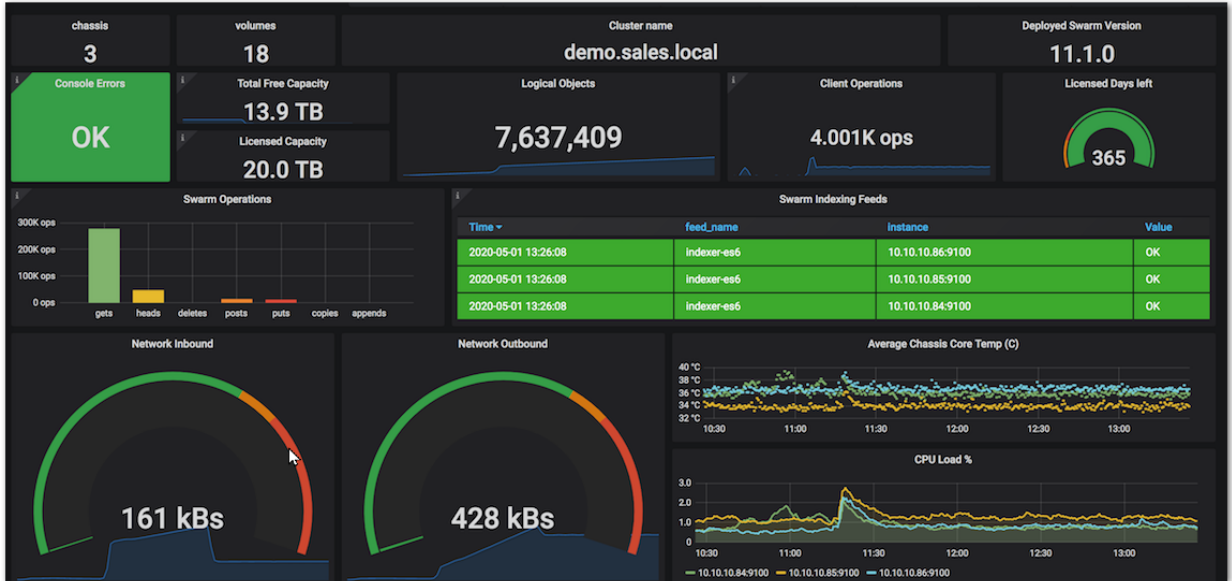 chassis
3
volumes
18
Cluster name
demo.sales.local
Deployed Swarm Version
11.1.0
i
Console Errors
OK
i
Total Free Capacity
13.9 TB
i
Licensed Capacity
20.0 TB
Logical Objects
7,637,409
i
Client Operations
4.001K ops
Licensed Days left
365
i
Swarm Operations
300K ops
200K ops
100K ops
0 ops
gets heads deletes posts puts copies appends
i
Swarm Indexing Feeds
Time feed_name instance Value
2020-05-01 13:26:08 indexer-es6 10.10.10.86:9100 OK
2020-05-01 13:26:08 indexer-es6 10.10.10.85:9100 OK
2020-05-01 13:26:08 indexer-es6 10.10.10.84:9100 OK
Network Inbound
161 kBs
Network Outbound
428 kBs
Average Chassis Core Temp (C)
40 °C
38 °C
36 °C
34 °C
32 °C
10:30 11:00 11:30 12:00 12:30 13:00
CPU Load %
3.0
2.0
1.0
0
10:30 11:00 11:30 12:00 12:30 13:00
10.10.10.84:9100 10.10.10.85:9100 10.10.10.86:9100